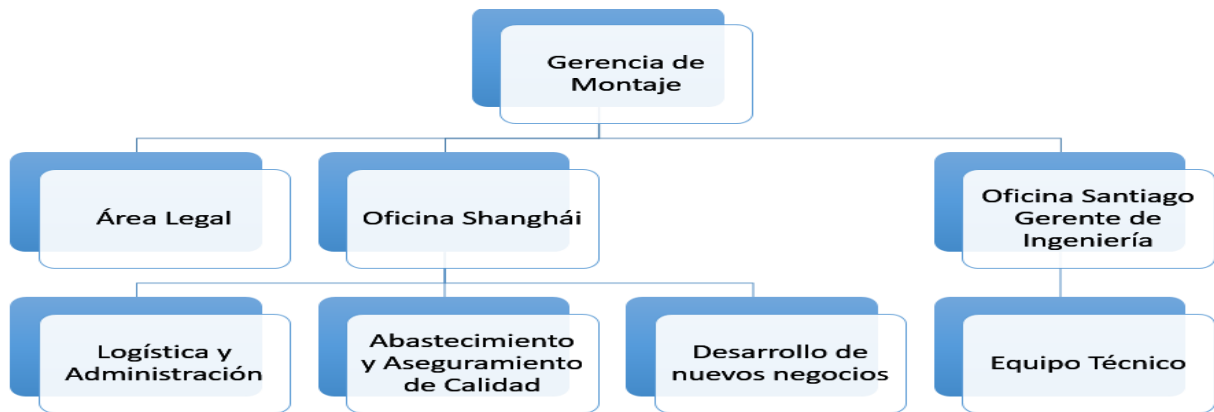 Gerencia de
Montaje
Área Legal
Oficina Shanghái
Oficina Santiago
Gerente de
Ingeniería
Logística y
Administración
Abastecimiento
y Aseguramiento
de Calidad
Desarrollo de
nuevos negocios
Equipo Técnico